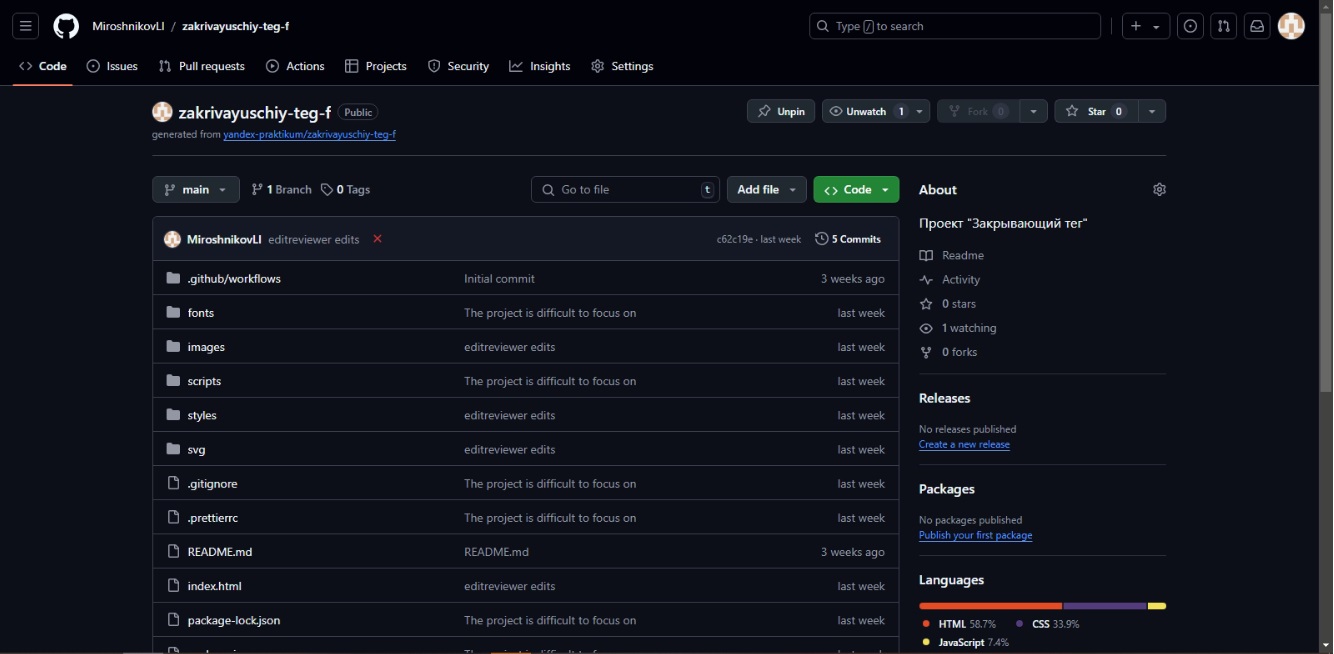 MiroshnikovLI / zakrivayuschiy-teg-f
Type / to search
Code Issues Pull requests Actions Projects Security Insights Settings
zakrivayuschiy-teg-f Public
Unpin Unwatch 1 Fork 0 Star 0
generated from yandex-praktikum/zakrivayuschiy-teg-f
main 1 Branch 0 Tags Go to file t Add file Code
MiroshnikovLI editreviewer edits c62c19e · last week 5 Commits
.github/workflows Initial commit 3 weeks ago
fonts The project is difficult to focus on last week
images editreviewer edits last week
scripts The project is difficult to focus on last week
styles editreviewer edits last week
svg editreviewer edits last week
.gitignore The project is difficult to focus on last week
.prettierrc The project is difficult to focus on last week
README.md README.md 3 weeks ago
index.html editreviewer edits last week
package-lock.json The project is difficult to focus on last week
About
Проект "Закрывающий тег"
Readme
Activity
0 stars
1 watching
0 forks
Releases
No releases published
Create a new release
Packages
No packages published
Publish your first package
Languages
HTML 58.7% CSS 33.9%
JavaScript 7.4%